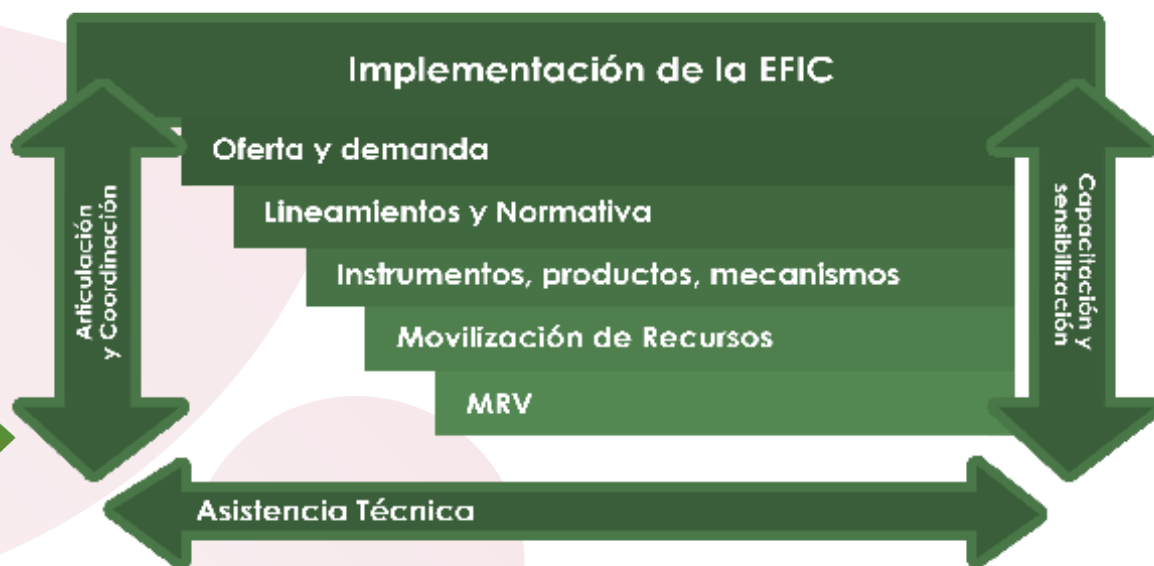 Implementación de la EFIC
Oferta y demanda
Lineamientos y Normativa
Instrumentos, productos, mecanismos
Movilización de Recursos
MRV
Articulación
y Coordinación
Capacitación y
sensibilización
Asistencia Técnica